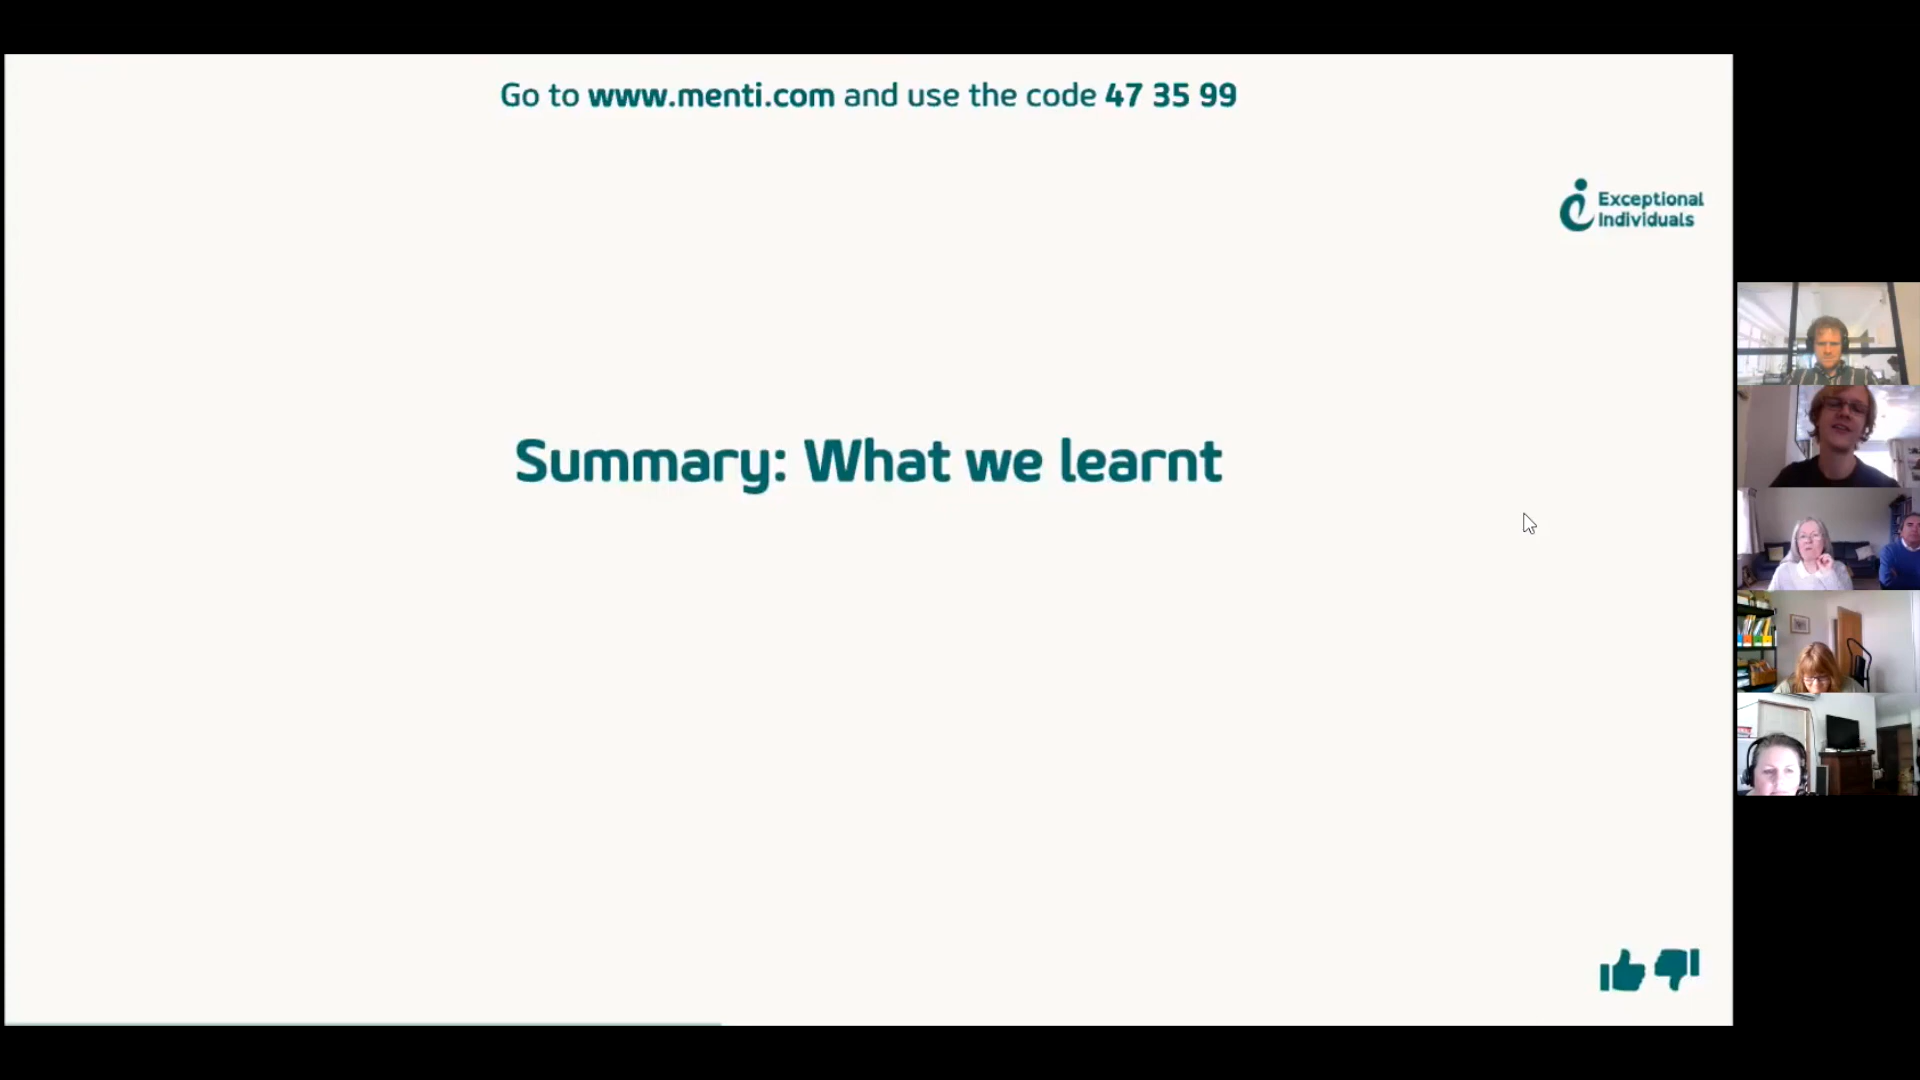 Go to www.menti.com and use the code 47 35 99
Exceptional
Individuals
Summary: What we learnt